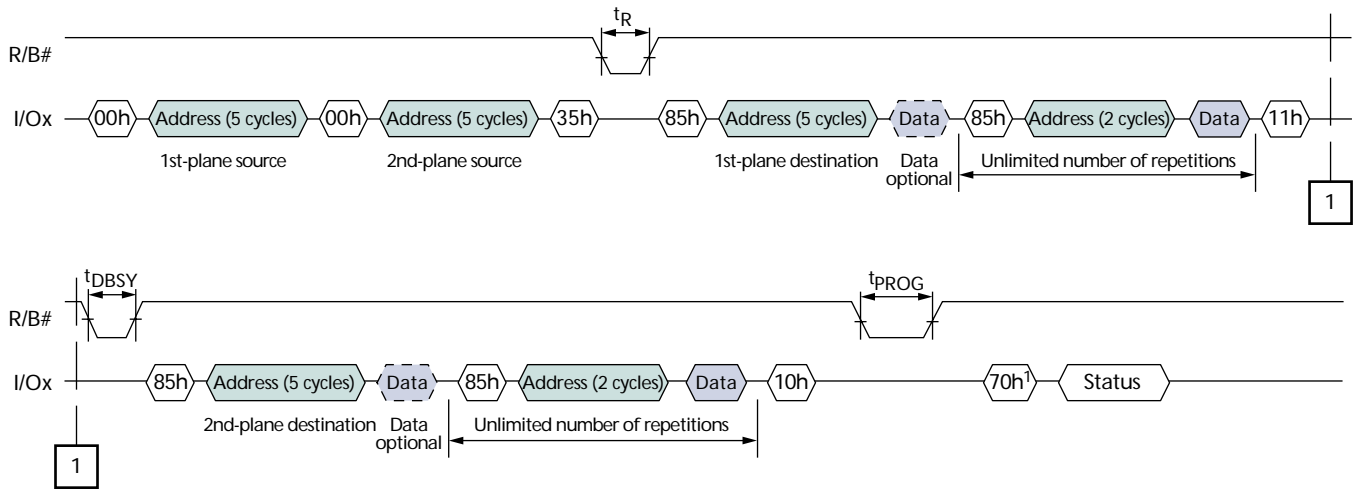 tR
R/B#
I/Ox 00h Address (5 cycles) 00h Address (5 cycles) 35h 85h Address (5 cycles) Data 85h Address (2 cycles) Data 11h
1st-plane source 2nd-plane source 1st-plane destination Data optional Unlimited number of repetitions
1
tDBSY tPROG
R/B#
I/Ox 85h Address (5 cycles) Data 85h Address (2 cycles) Data 10h 70h1 Status
2nd-plane destination Data optional Unlimited number of repetitions
1